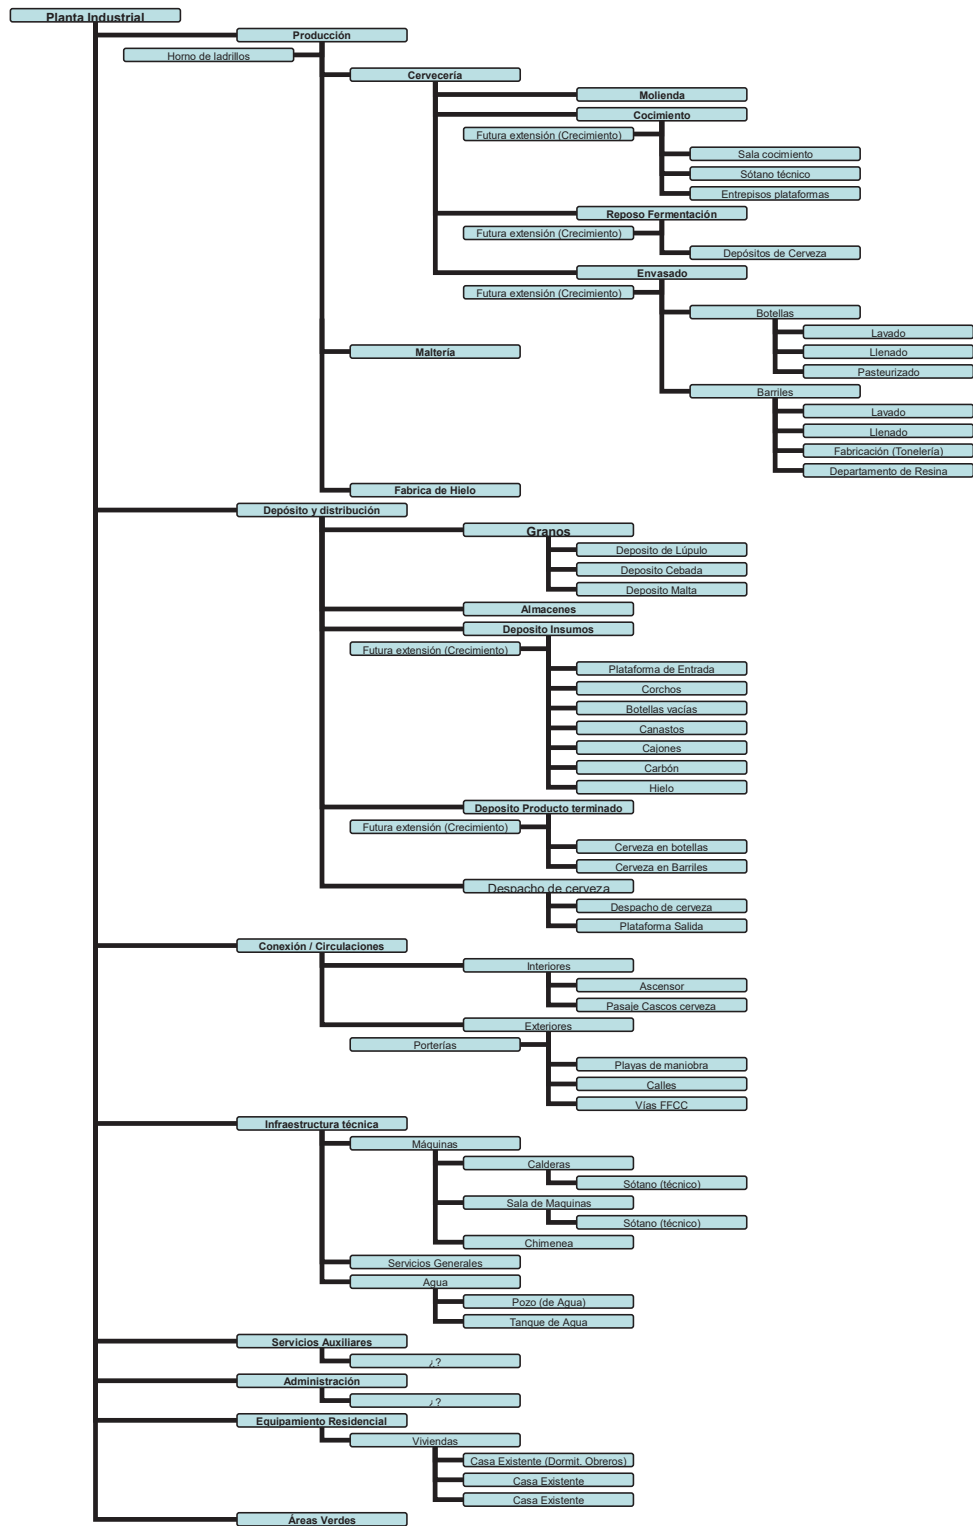 Planta Industrial
Producción
Horno de ladrillos
Cervecería
Molienda
Cocimiento
Futura extensión (Crecimiento)
Sala cocimiento
Sótano técnico
Entrepisos plataformas
Reposo Fermentación
Futura extensión (Crecimiento)
Depósitos de Cerveza
Envasado
Futura extensión (Crecimiento)
Botellas
Lavado
Llenado
Maltería
Pasteurizado
Barriles
Lavado
Llenado
Fabricación (Tonelería)
Departamento de Resina
Fabrica de Hielo
Depósito y distribución
Granos
Deposito de Lúpulo
Deposito Cebada
Deposito Malta
Almacenes
Deposito Insumos
Futura extensión (Crecimiento)
Plataforma de Entrada
Corchos
Botellas vacías
Canastos
Cajones
Carbón
Hielo
Deposito Producto terminado
Futura extensión (Crecimiento)
Cerveza en botellas
Cerveza en Barriles
Despacho de cerveza
Despacho de cerveza
Plataforma Salida
Conexión / Circulaciones
Interiores
Ascensor
Pasaje Cascos cerveza
Exteriores
Porterías
Playas de maniobra
Calles
Vías FFCC
Infraestructura técnica
Máquinas
Calderas
Sótano (técnico)
Sala de Maquinas
Sótano (técnico)
Chimenea
Servicios Generales
Agua
Pozo (de Agua)
Tanque de Agua
Servicios Auxiliares
¿?
Administración
¿?
Equipamiento Residencial
Viviendas
Casa Existente (Dormit. Obreros)
Casa Existente
Casa Existente
Áreas Verdes